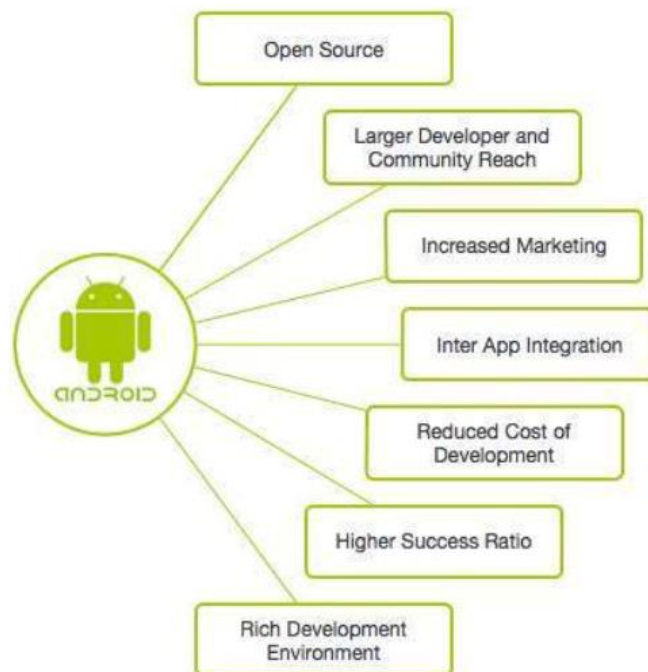 Open Source
Larger Developer and
Community Reach
Increased Marketing
Inter App Integration
ANDROID
Reduced Cost of
Development
Higher Success Ratio
Rich Development
Environment